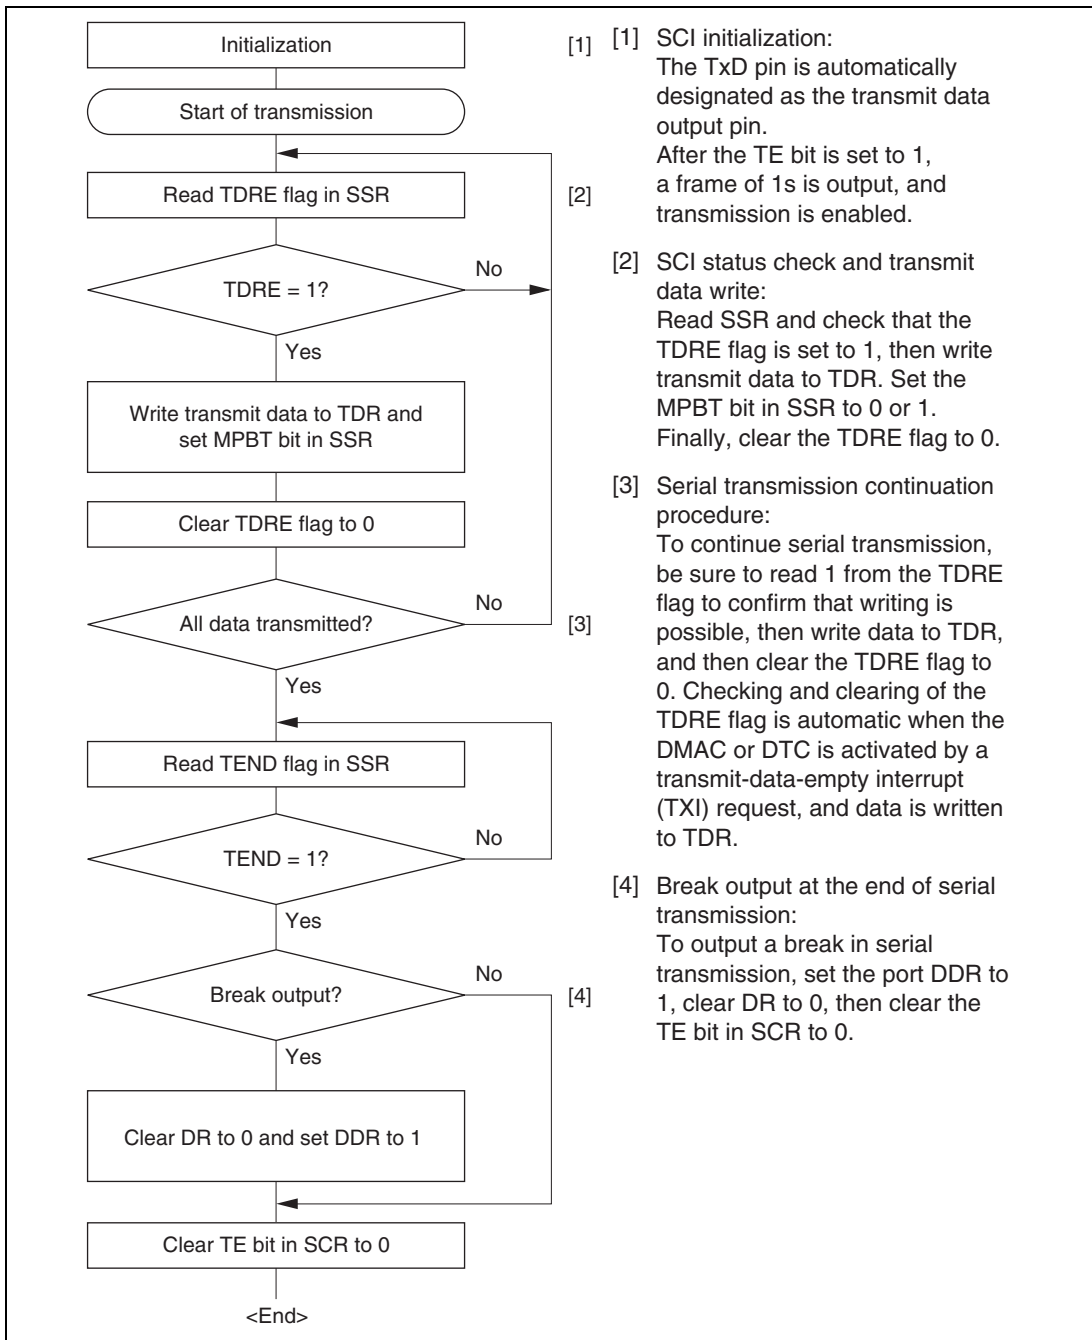 Initialization
[1]
Start of transmission
Read TDRE flag in SSR
[2]
TDRE = 1?
No
Yes
Write transmit data to TDR and
set MPBT bit in SSR
Clear TDRE flag to 0
All data transmitted?
No
[3]
Yes
Read TEND flag in SSR
TEND = 1?
No
Yes
Break output?
No
[4]
Yes
Clear DR to 0 and set DDR to 1
Clear TE bit in SCR to 0
<End>
[1] SCI initialization:
The TxD pin is automatically
designated as the transmit data
output pin.
After the TE bit is set to 1,
a frame of 1s is output, and
transmission is enabled.
[2] SCI status check and transmit
data write:
Read SSR and check that the
TDRE flag is set to 1, then write
transmit data to TDR. Set the
MPBT bit in SSR to 0 or 1.
Finally, clear the TDRE flag to 0.
[3] Serial transmission continuation
procedure:
To continue serial transmission,
be sure to read 1 from the TDRE
flag to confirm that writing is
possible, then write data to TDR,
and then clear the TDRE flag to
0. Checking and clearing of the
TDRE flag is automatic when the
DMAC or DTC is activated by a
transmit-data-empty interrupt
(TXI) request, and data is written
to TDR.
[4] Break output at the end of serial
transmission:
To output a break in serial
transmission, set the port DDR to
1, clear DR to 0, then clear the
TE bit in SCR to 0.